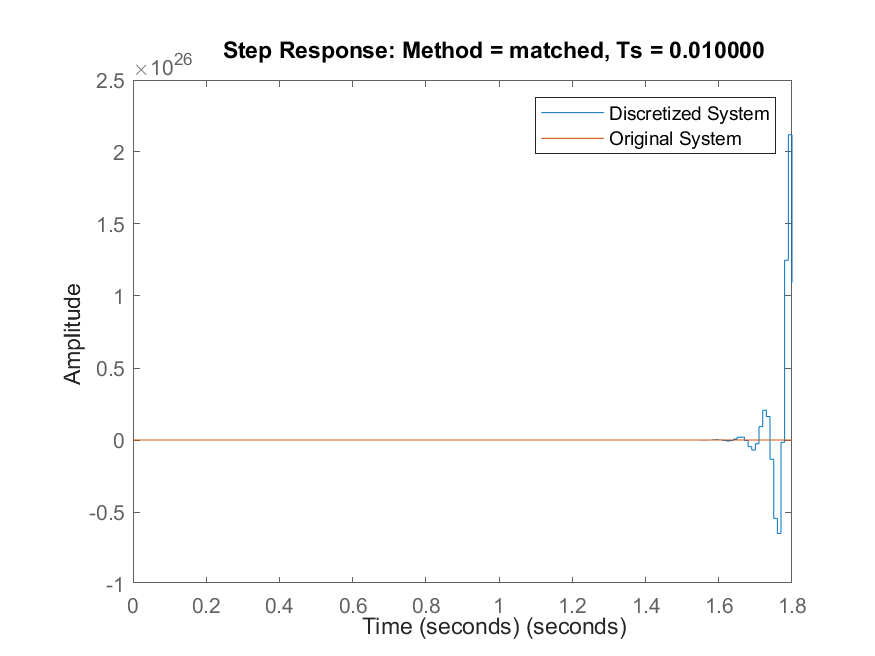 Step Response: Method = matched, Ts = 0.010000
×10^26
2.5
2
1.5
1
0.5
0
-0.5
-1
Amplitude
Discretized System
Original System
0 0.2 0.4 0.6 0.8 1 1.2 1.4 1.6 1.8
Time (seconds) (seconds)